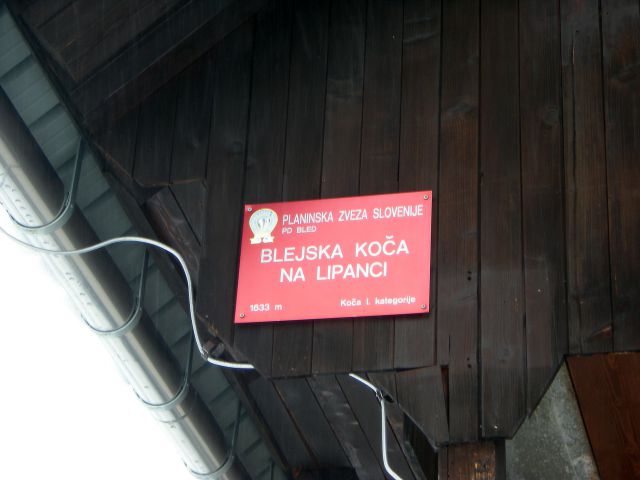 PLANINSKA ZVEZA SLOVENIJE
PD BLED
BLEJSKA KOČA
NA LIPANCI
1633 m
Koča I. kategorije